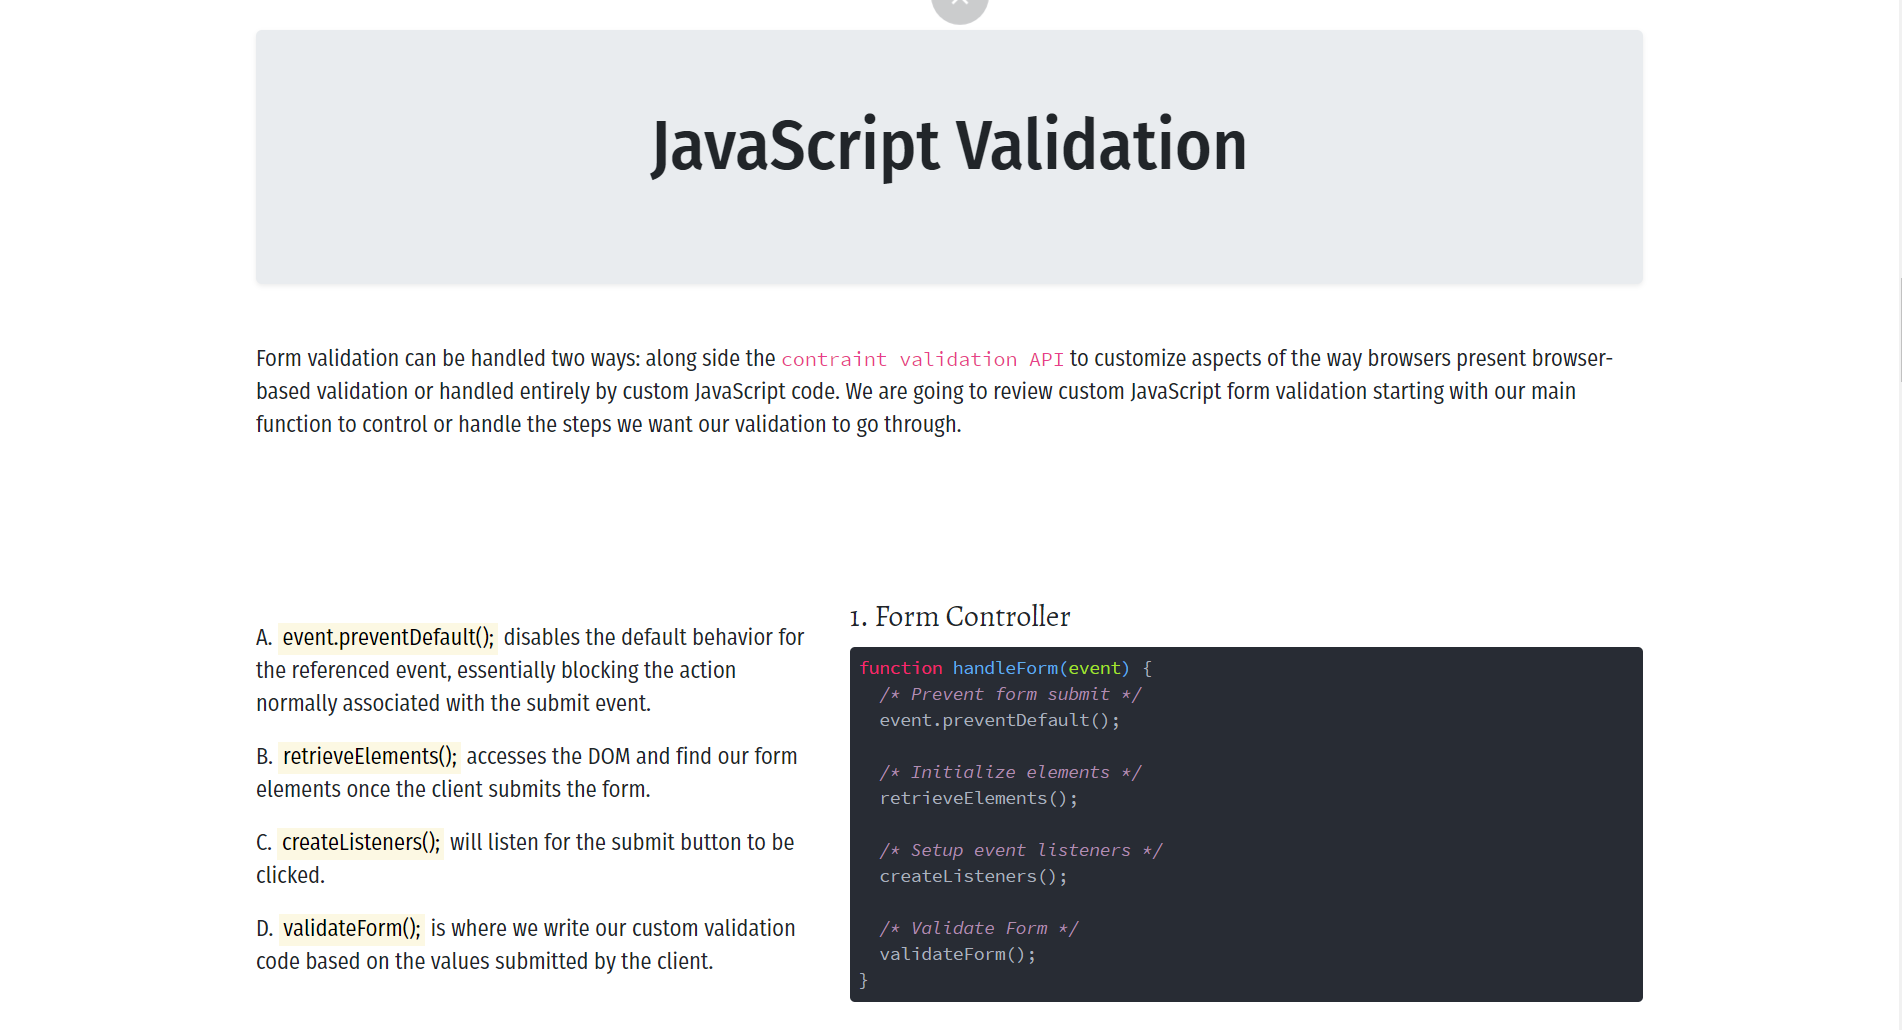 JavaScript Validation
Form validation can be handled two ways: along side the contraint validation API to customize aspects of the way browsers present browser-
based validation or handled entirely by custom JavaScript code. We are going to review custom JavaScript form validation starting with our main
function to control or handle the steps we want our validation to go through.
A. event.preventDefault(); disables the default behavior for
the referenced event, essentially blocking the action
normally associated with the submit event.
B. retrieveElements(); accesses the DOM and find our form
elements once the client submits the form.
C. createListeners(); will listen for the submit button to be
clicked.
D. validateForm(); is where we write our custom validation
code based on the values submitted by the client.
1. Form Controller
function handleForm(event) {
  /* Prevent form submit */
  event.preventDefault();
  /* Initialize elements */
  retrieveElements();
  /* Setup event listeners */
  createListeners();
  /* Validate Form */
  validateForm();
}